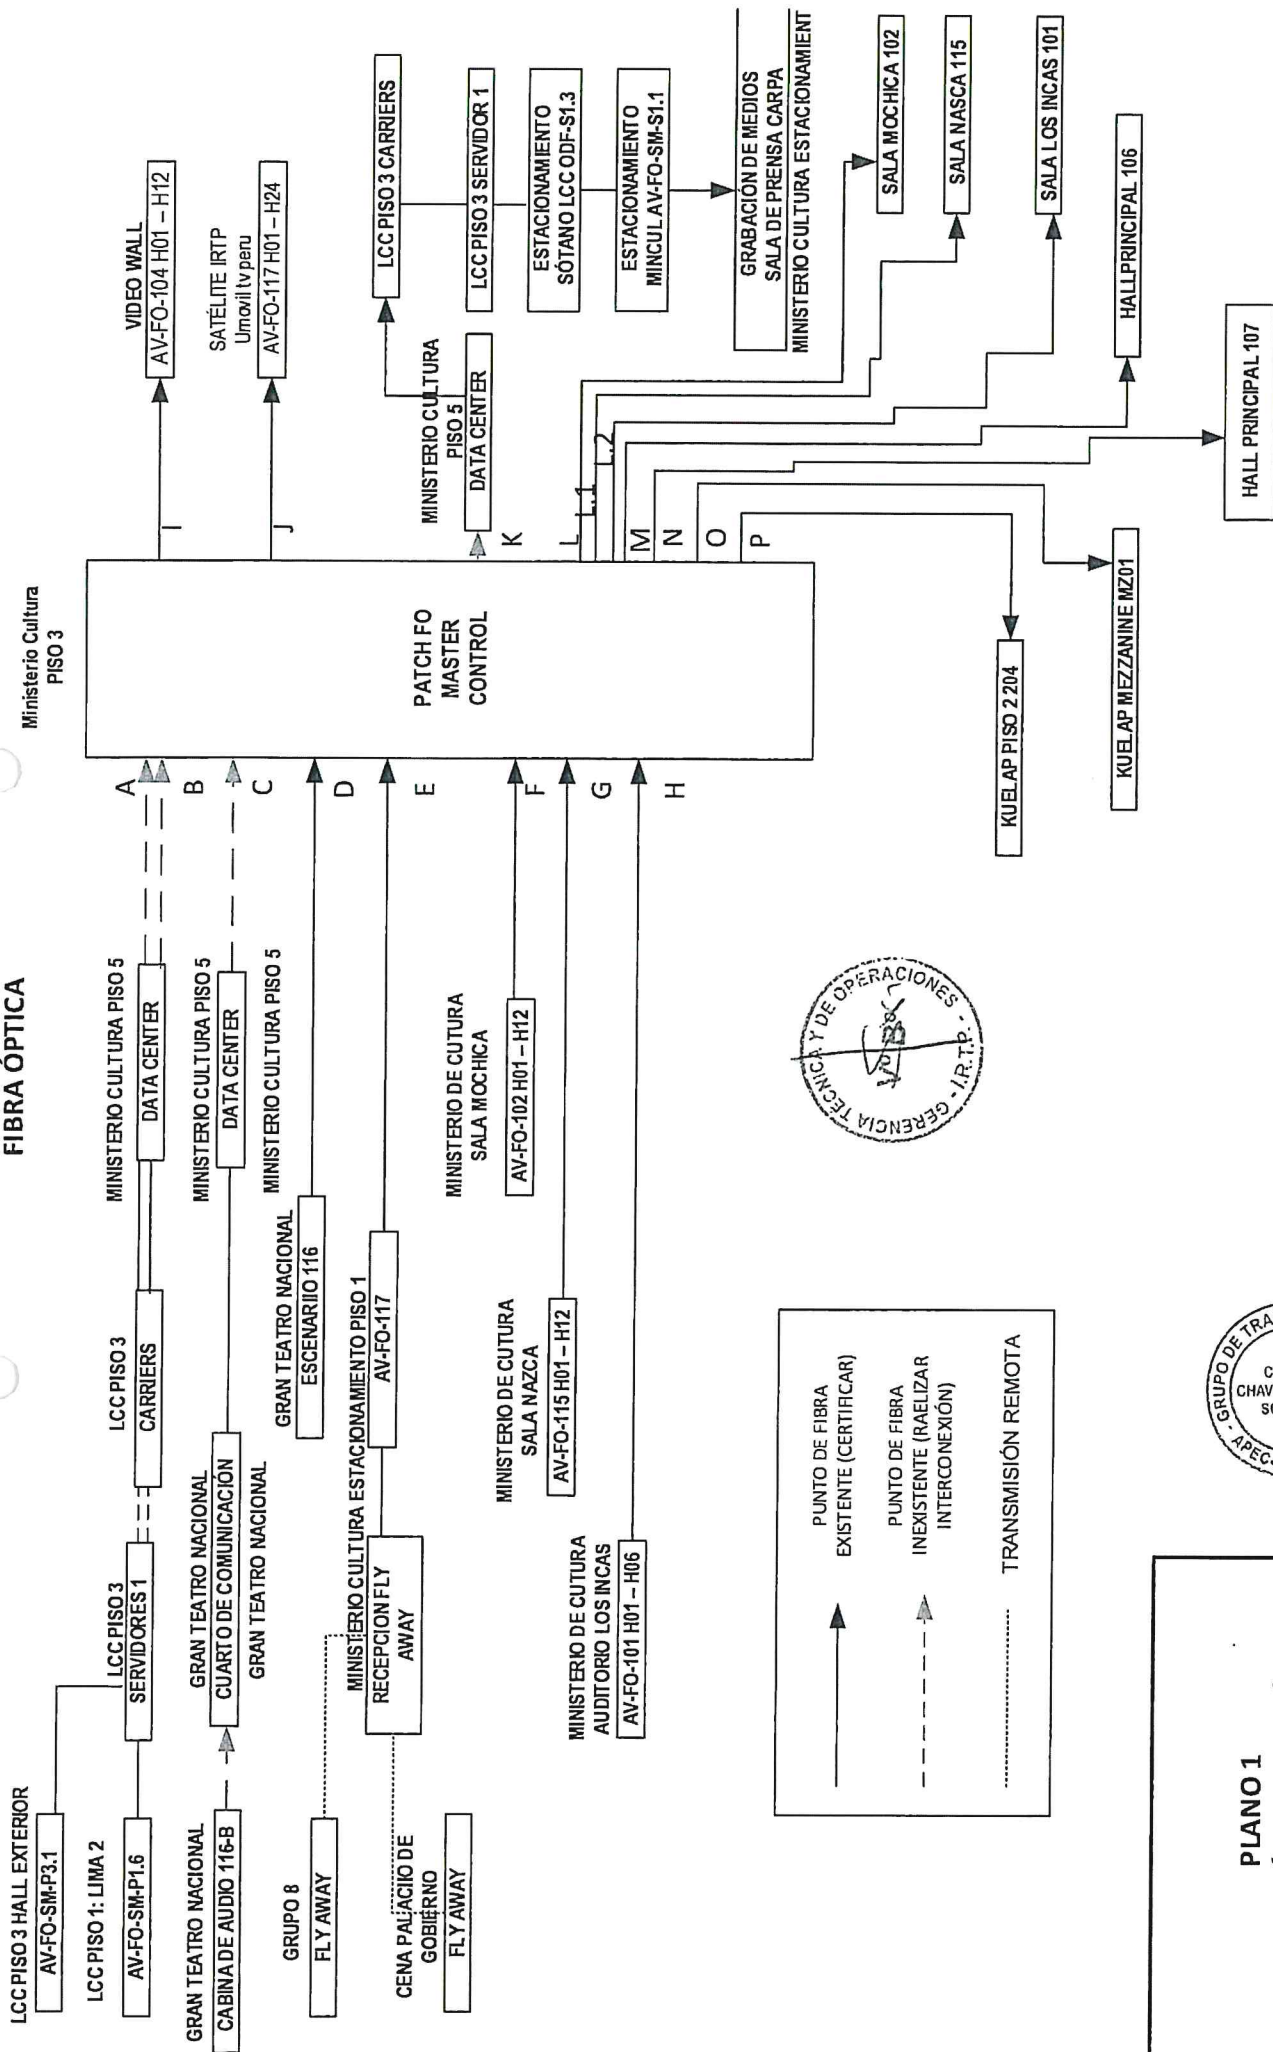 FIBRA ÓPTICA
LCC PISO 3 HALL EXTERIOR
AV-FO-SM-P3.1
LCC PISO 1: LIMA 2
AV-FO-SM-P1.6
LCC PISO 3
SERVIDORES 1
LCC PISO 3
CARRIERS
MINISTERIO CULTURA PISO 5
DATA CENTER
A
B
GRAN TEATRO NACIONAL
CABINA DE AUDIO 116-B
GRAN TEATRO NACIONAL
CUARTO DE COMUNICACIÓN
GRAN TEATRO NACIONAL
MINISTERIO CULTURA PISO 5
DATA CENTER
C
MINISTERIO CULTURA PISO 5
GRAN TEATRO NACIONAL
ESCENARIIO 116
D
GRUPO 8
FLY AWAY
CENA PALACIIO DE
GOBIERNO
FLY AWAY
MINISTERIO CULTURA ESTACIONAMIENTO PISO 1
RECEPCION FLY
AWAY
AV-FO-117
E
MINISTERIO DE CUTURA
SALA MOCHICA
AV-FO-102 H01 – H12
F
MINISTERIO DE CUTURA
SALA NAZCA
AV-FO-115 H01 – H12
G
MINISTERIO DE CUTURA
AUDITORIO LOS INCAS
AV-FO-101 H01 – H06
H
Ministerio Cultura
PISO 3
PATCH FO
MASTER
CONTROL
I
VIDEO WALL
AV-FO-104 H01 – H12
J
SATÉLITE IRTP
Umovil tv peru
AV-FO-117 H01 – H24
K
MINISTERIO CULTURA
PISO 5
DATA CENTER
LCC PISO 3 CARRIERS
LCC PISO 3 SERVIDOR 1
ESTACIONAMIENTO
SÓTANO LCC ODF-S1.3
ESTACIONAMIENTO
MINCUL AV-FO-SM-S1.1
GRABACION DE MEDIOS
SALA DE PRENSA CARPA
MINISTERIO CULTURA ESTACIONAMIENT
L
L.1
L.2
M
N
O
P
SALA MOCHICA 102
SALA NASCA 115
SALA LOS INCAS 101
HALLPRINCIPAL 106
HALL PRINCIPAL 107
KUELAP MEZZANINE MZ01
KUELAP PISO 2 204
PUNTO DE FIBRA
EXISTENTE (CERTIFICAR)
PUNTO DE FIBRA
INEXISTENTE (RAELIZAR
INTERCONEXIÓN)
TRANSMISIÓN REMOTA
GERENCIA TÉCNICA Y DE OPERACIONES - I.R.T.P.
GRUPO DE TRA
CHAV
APEC
PLANO 1